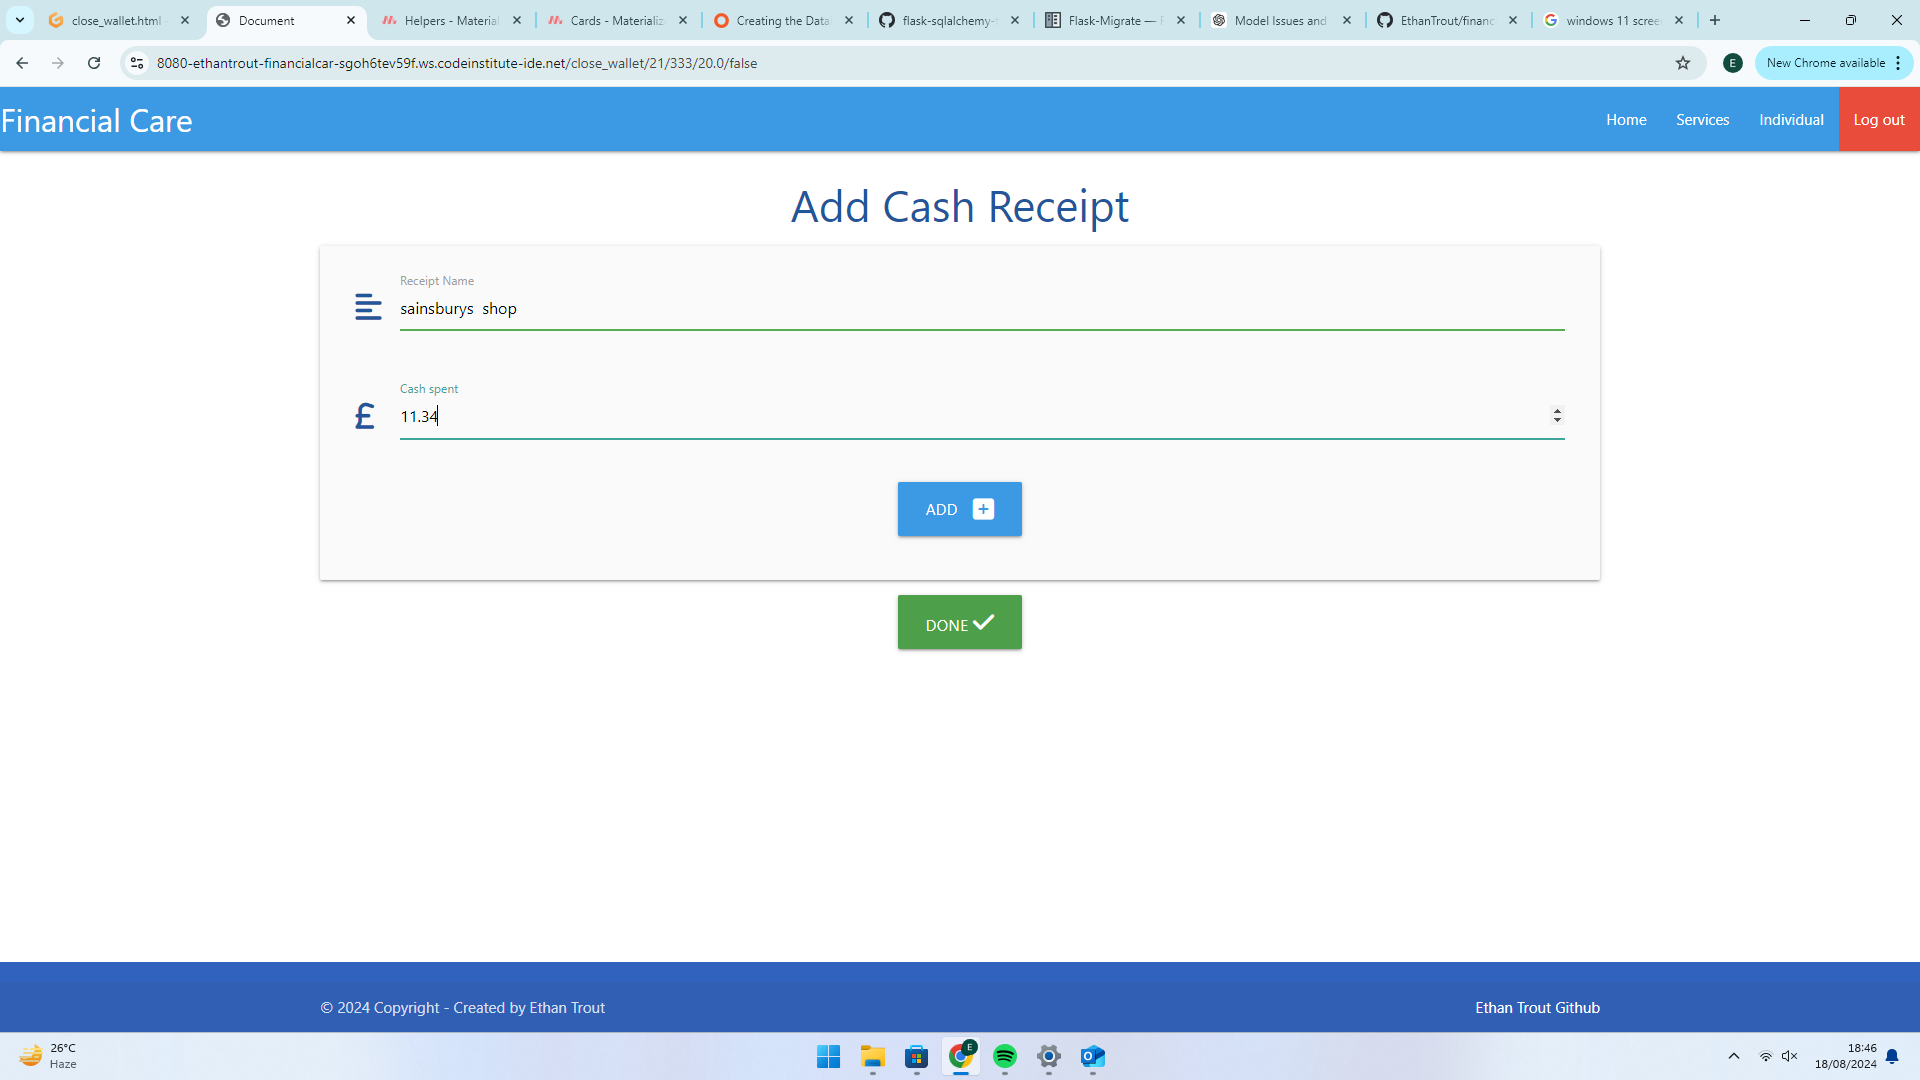 close_wallet.html
Document
Helpers - Material
Cards - Materializ
Creating the Data
flask-sqlalchemy-
Flask-Migrate —
Model Issues and
EthanTrout/financ
windows 11 scree
8080-ethantrout-financialcar-sgoh6tev59f.ws.codeinstitute-ide.net/close_wallet/21/333/20.0/false
E
New Chrome available
Financial Care
Home
Services
Individual
Log out
Add Cash Receipt
Receipt Name
sainsburys  shop
Cash spent
£
11.34
ADD
DONE
© 2024 Copyright - Created by Ethan Trout
Ethan Trout Github
26°C
Haze
E
18:46
18/08/2024